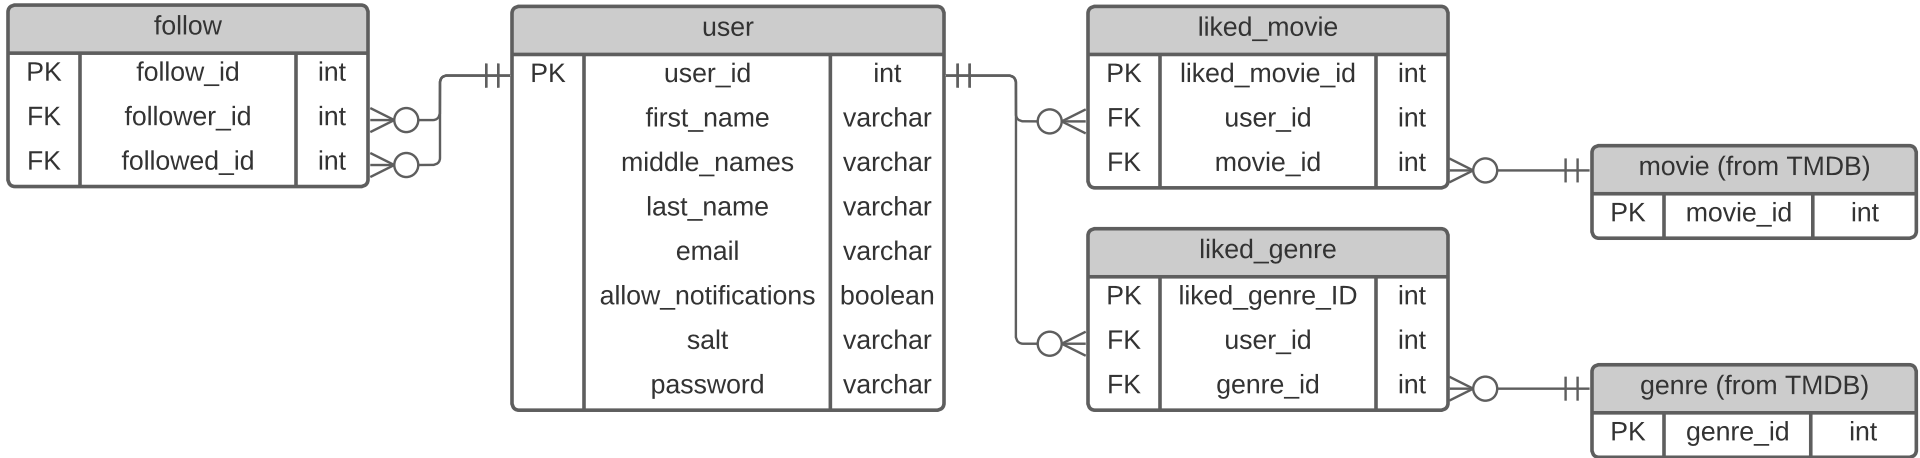 follow
PK follow_id int
FK follower_id int
FK followed_id int
user
PK user_id int
first_name varchar
middle_names varchar
last_name varchar
email varchar
allow_notifications boolean
salt varchar
password varchar
liked_movie
PK liked_movie_id int
FK user_id int
FK movie_id int
liked_genre
PK liked_genre_ID int
FK user_id int
FK genre_id int
movie (from TMDB)
PK movie_id int
genre (from TMDB)
PK genre_id int